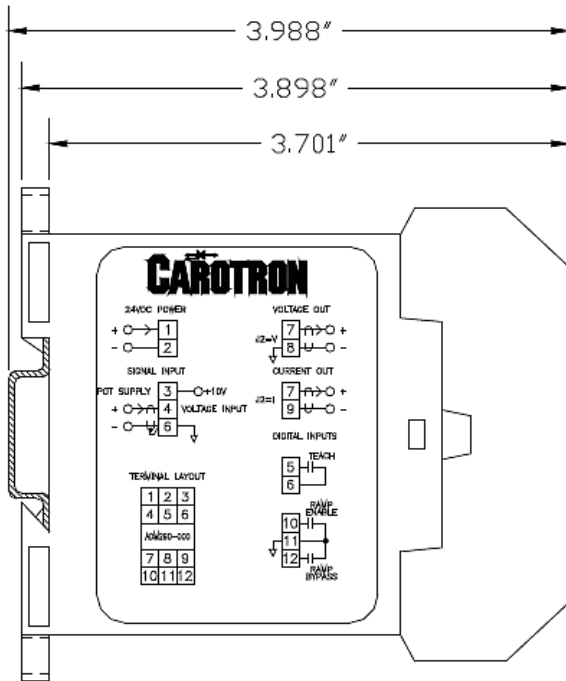 3.988"
3.898"
3.701"
CAROTRON
24VDC POWER
+ 1
- 2
SIGNAL INPUT
POT SUPPLY 3 +10V
+ 4 VOLTAGE INPUT
- 6
TERMINAL LAYOUT
1 2 3
4 5 6
7 8 9
10 11 12
VOLTAGE OUT
J2=V
7 +
8 -
CURRENT OUT
J2=I
7 +
9 -
DIGITAL INPUTS
TEACH
5
6
RAMP
ENABLE
10
11
12
RAMP
BYPASS